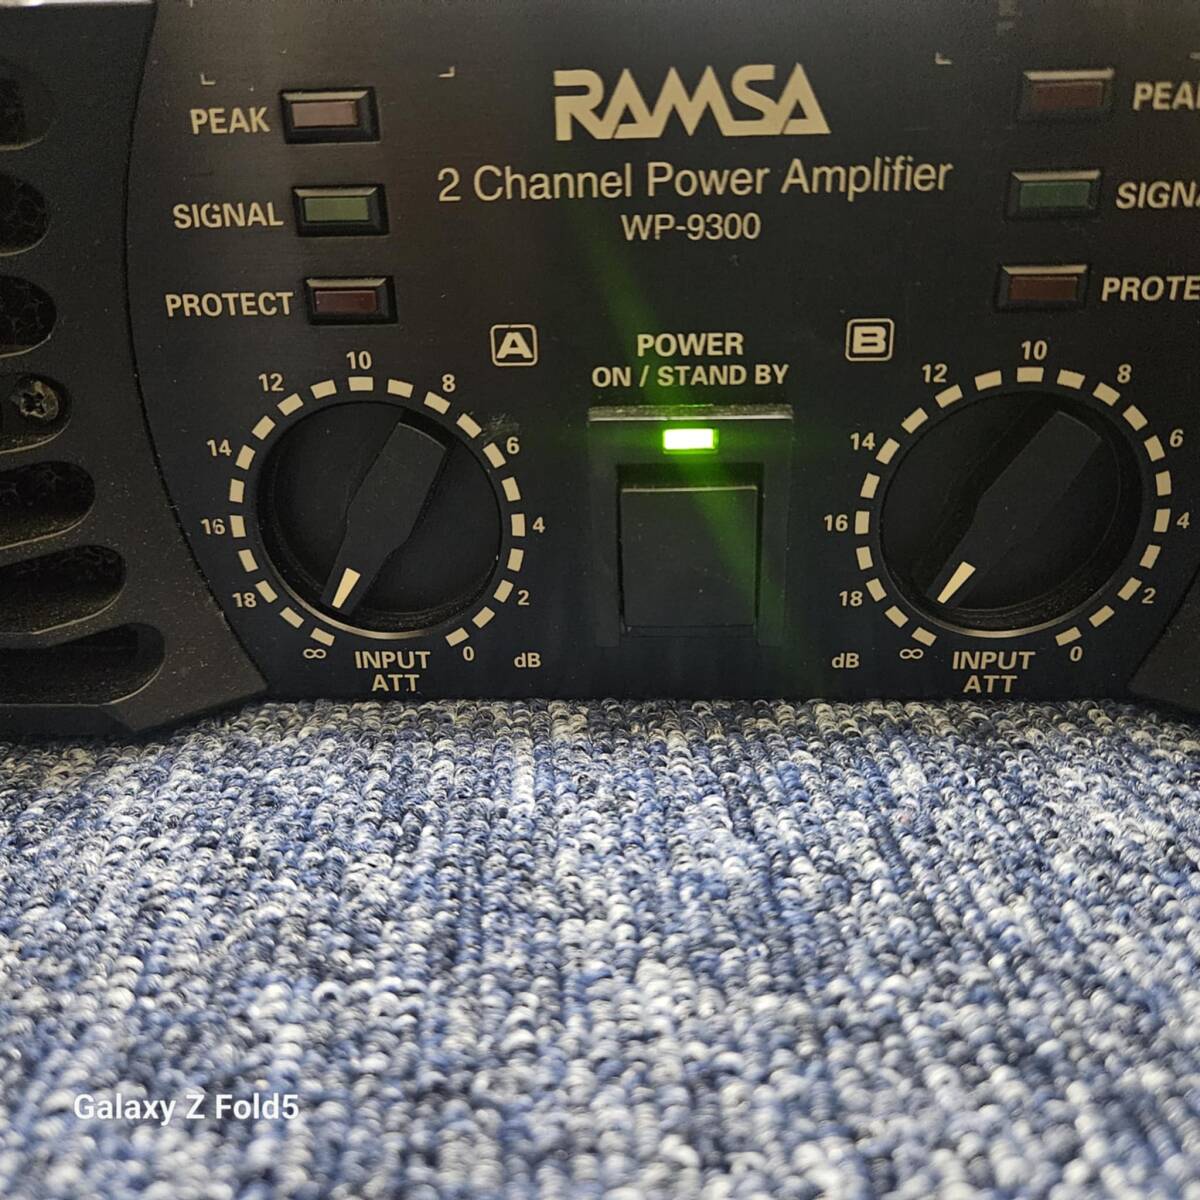 RAMSA
2 Channel Power Amplifier
WP-9300
PEAK
SIGNAL
PROTECT
PEA
SIGNA
PROTE
A
POWER
ON / STAND BY
B
∞ 18 16 14 12 10 8 6 4 2 0 dB
INPUT
ATT
dB ∞ 18 16 14 12 10 8 6 4 2 0
INPUT
ATT
Galaxy Z Fold5